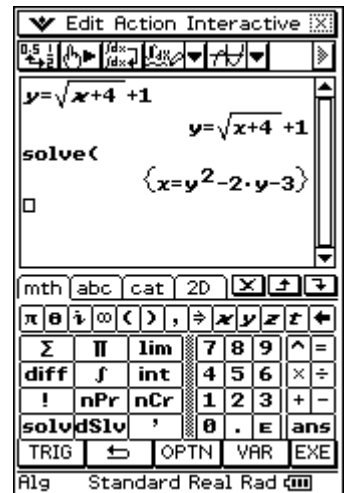 Edit Action Interactive
y=√x+4 +1
y=√x+4 +1
solve(
{x=y²-2·y-3}
mth abc cat 2D
π θ i ∞ ( ) , ⇒ x y z t ←
Σ Π lim 7 8 9 ^ =
diff ∫ int 4 5 6 × ÷
! nPr nCr 1 2 3 + -
solv dSlv ' 0 . E ans
TRIG OPTN VAR EXE
Alg Standard Real Rad